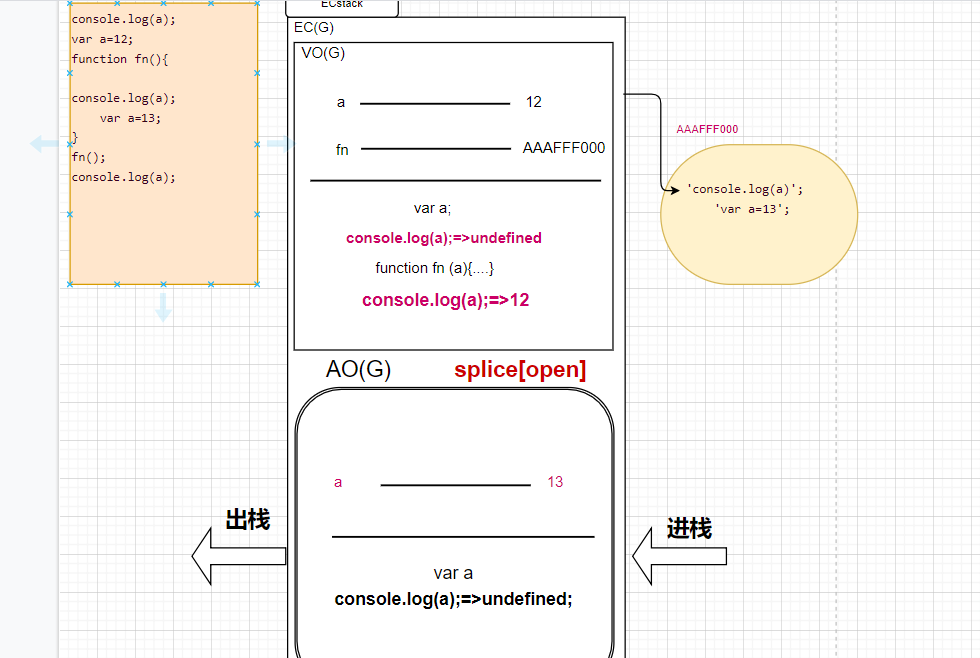 console.log(a);
var a=12;
function fn(){
console.log(a);
var a=13;
}
fn();
console.log(a);
ECstack
EC(G)
VO(G)
a 12
fn AAAFFF000
var a;
console.log(a);=>undefined
function fn (a){....}
console.log(a);=>12
AAAFFF000
'console.log(a)';
'var a=13';
AO(G) splice[open]
a 13
出栈
进栈
var a
console.log(a);=>undefined;